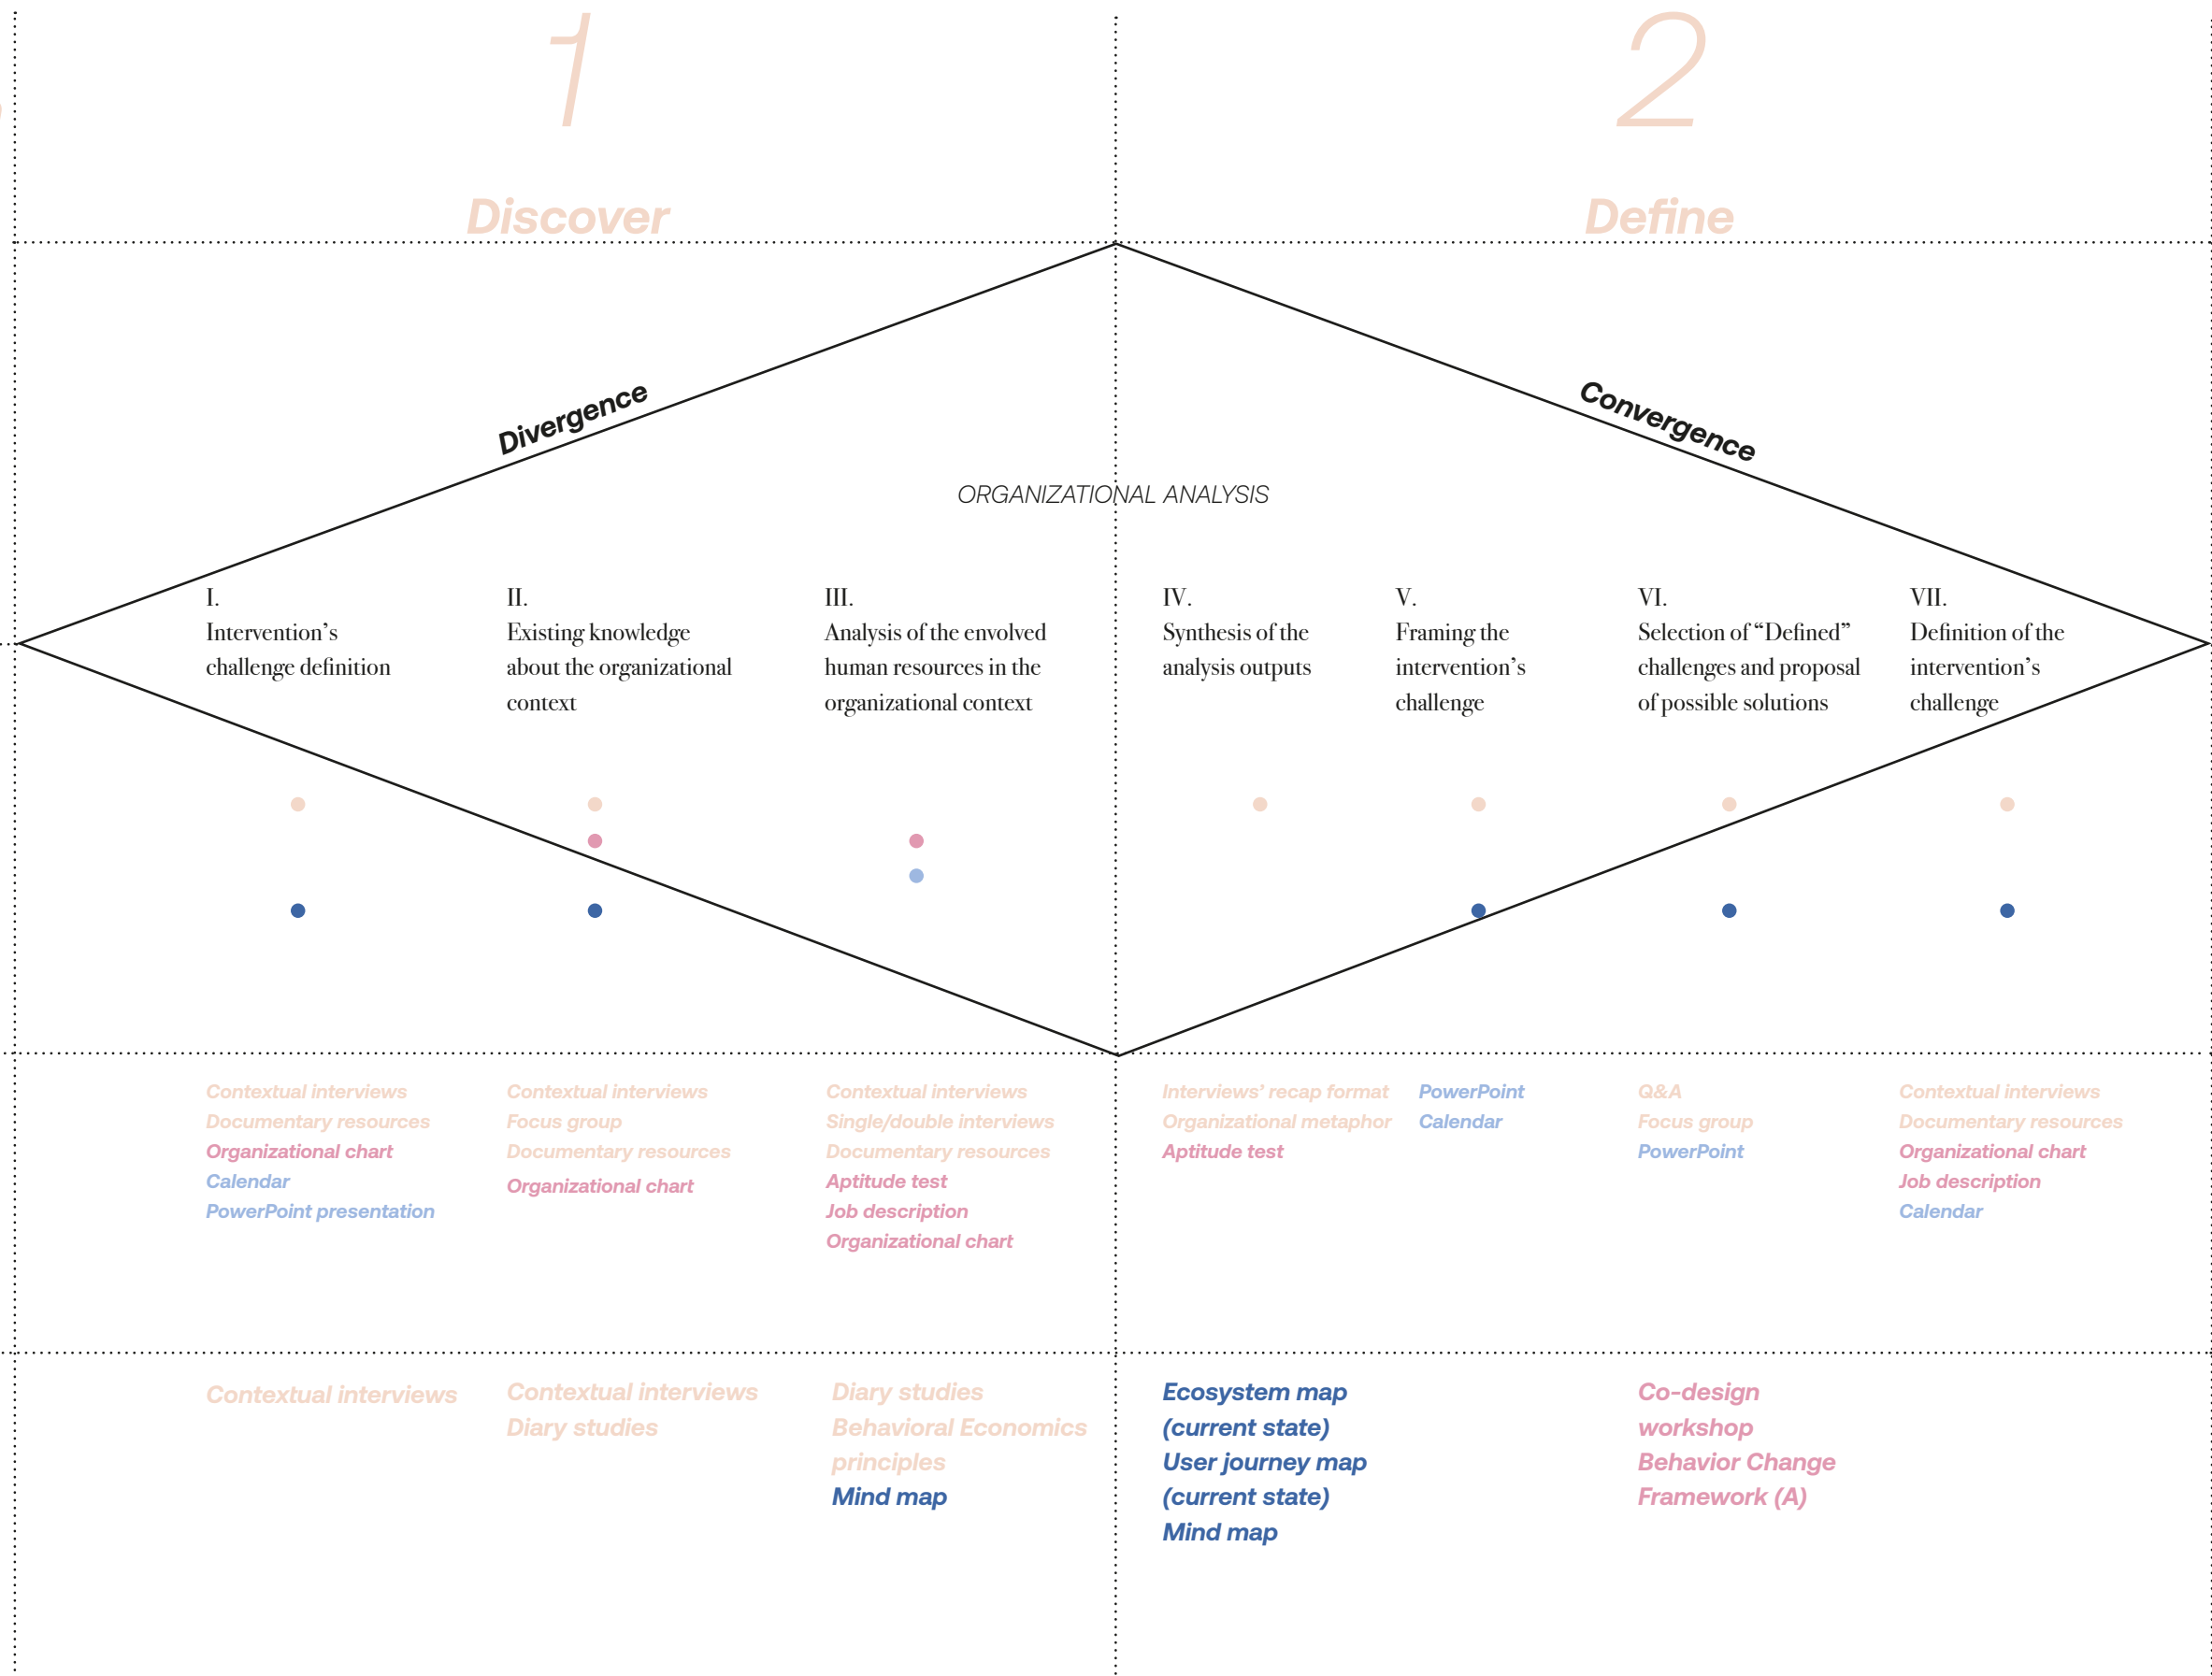 1
2
Discover
Define
Divergence
Convergence
ORGANIZATIONAL ANALYSIS
I.
Intervention’s
challenge definition
II.
Existing knowledge
about the organizational
context
III.
Analysis of the envolved
human resources in the
organizational context
IV.
Synthesis of the
analysis outputs
V.
Framing the
intervention’s
challenge
VI.
Selection of “Defined”
challenges and proposal
of possible solutions
VII.
Definition of the
intervention’s
challenge
Contextual interviews
Documentary resources
Organizational chart
Calendar
PowerPoint presentation
Contextual interviews
Focus group
Documentary resources
Organizational chart
Contextual interviews
Single/double interviews
Documentary resources
Aptitude test
Job description
Organizational chart
Interviews’ recap format
Organizational metaphor
Aptitude test
PowerPoint
Calendar
Q&A
Focus group
PowerPoint
Contextual interviews
Documentary resources
Organizational chart
Job description
Calendar
Contextual interviews
Contextual interviews
Diary studies
Diary studies
Behavioral Economics
principles
Mind map
Ecosystem map
(current state)
User journey map
(current state)
Mind map
Co-design
workshop
Behavior Change
Framework (A)